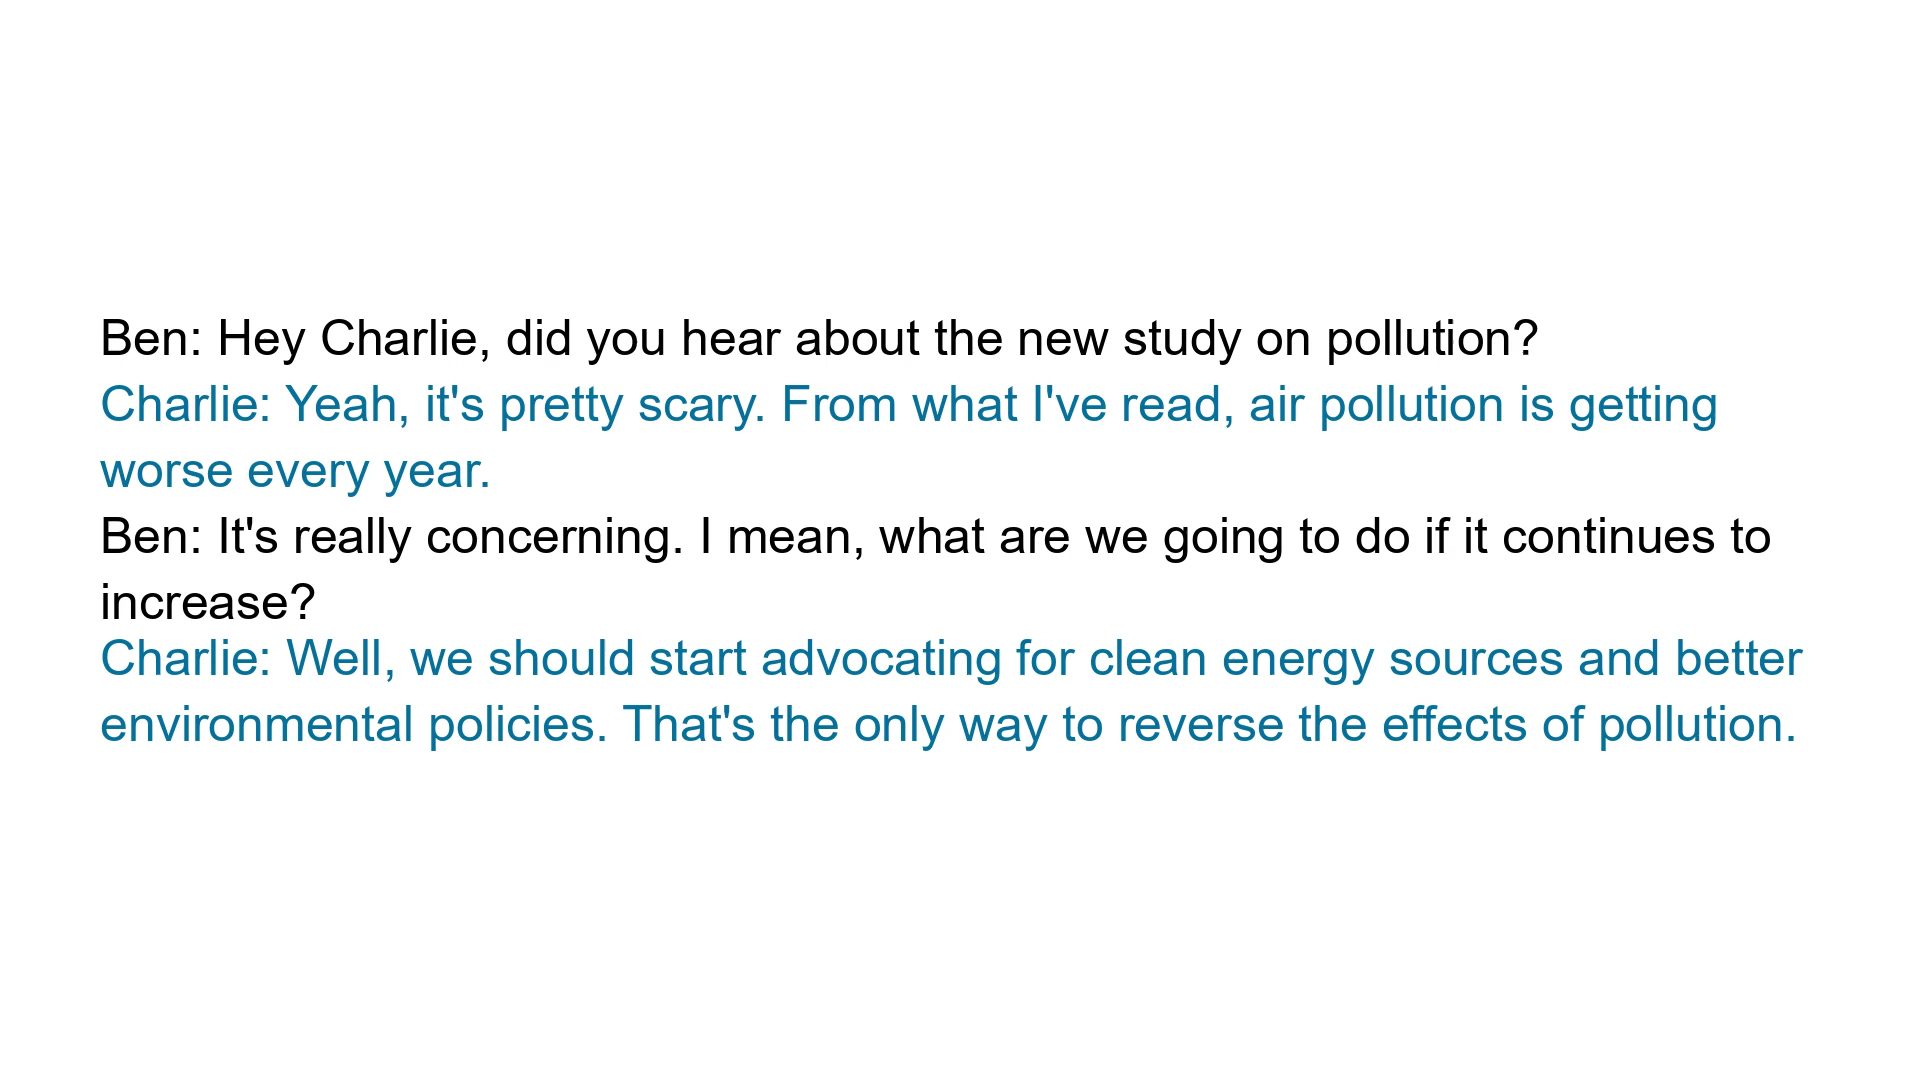 Ben: Hey Charlie, did you hear about the new study on pollution?
Charlie: Yeah, it's pretty scary. From what I've read, air pollution is getting
worse every year.
Ben: It's really concerning. I mean, what are we going to do if it continues to
increase?
Charlie: Well, we should start advocating for clean energy sources and better
environmental policies. That's the only way to reverse the effects of pollution.